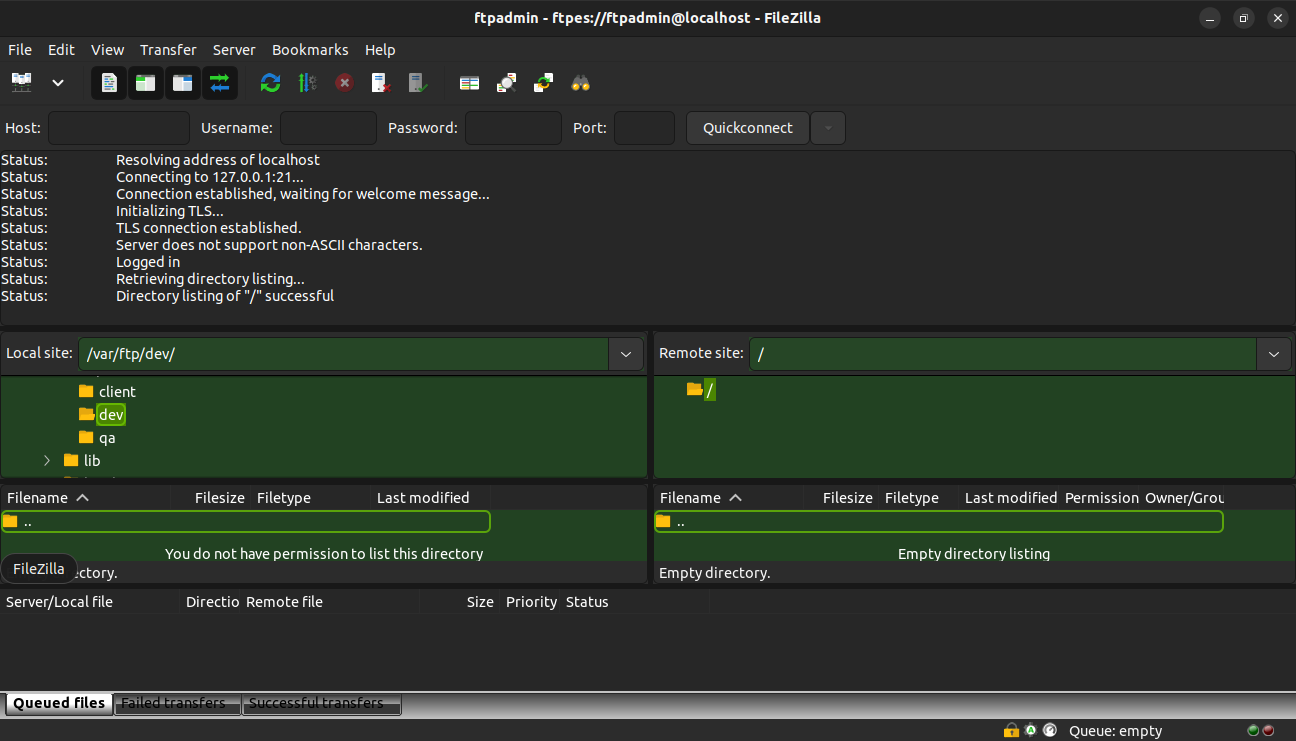 ftpadmin - ftpes://ftpadmin@localhost - FileZilla
File Edit View Transfer Server Bookmarks Help
Host: Username: Password: Port: Quickconnect
Status: Resolving address of localhost
Status: Connecting to 127.0.0.1:21...
Status: Connection established, waiting for welcome message...
Status: Initializing TLS...
Status: TLS connection established.
Status: Server does not support non-ASCII characters.
Status: Logged in
Status: Retrieving directory listing...
Status: Directory listing of "/" successful
Local site: /var/ftp/dev/
client
dev
qa
lib
Remote site: /
/
Filename Filesize Filetype Last modified
..
You do not have permission to list this directory
ectory.
FileZilla
Filename Filesize Filetype Last modified Permission Owner/Grou
..
Empty directory listing
Empty directory.
Server/Local file Directio Remote file Size Priority Status
Queued files Failed transfers Successful transfers
Queue: empty